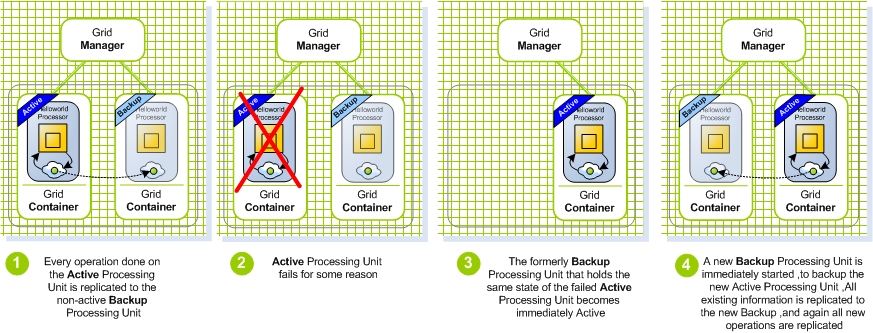 Grid
Manager
Active
Helloworld
Processor
Grid
Container
Backup
Helloworld
Processor
Grid
Container
1
Every operation done on
the Active Processing
Unit is replicated to the
non-active Backup
Processing Unit
Grid
Manager
Active
Helloworld
Processor
Grid
Container
Backup
Helloworld
Processor
Grid
Container
2
Active Processing Unit
fails for some reason
Grid
Manager
Active
Helloworld
Processor
Grid
Container
3
The formerly Backup
Processing Unit that holds the
same state of the failed Active
Processing Unit becomes
immediately Active
Grid
Manager
Backup
Helloworld
Processor
Grid
Container
Active
Helloworld
Processor
Grid
Container
4
A new Backup Processing Unit is
immediately started ,to backup the
new Active Processing Unit ,All
existing information is replicated to
the new Backup ,and again all new
operations are replicated